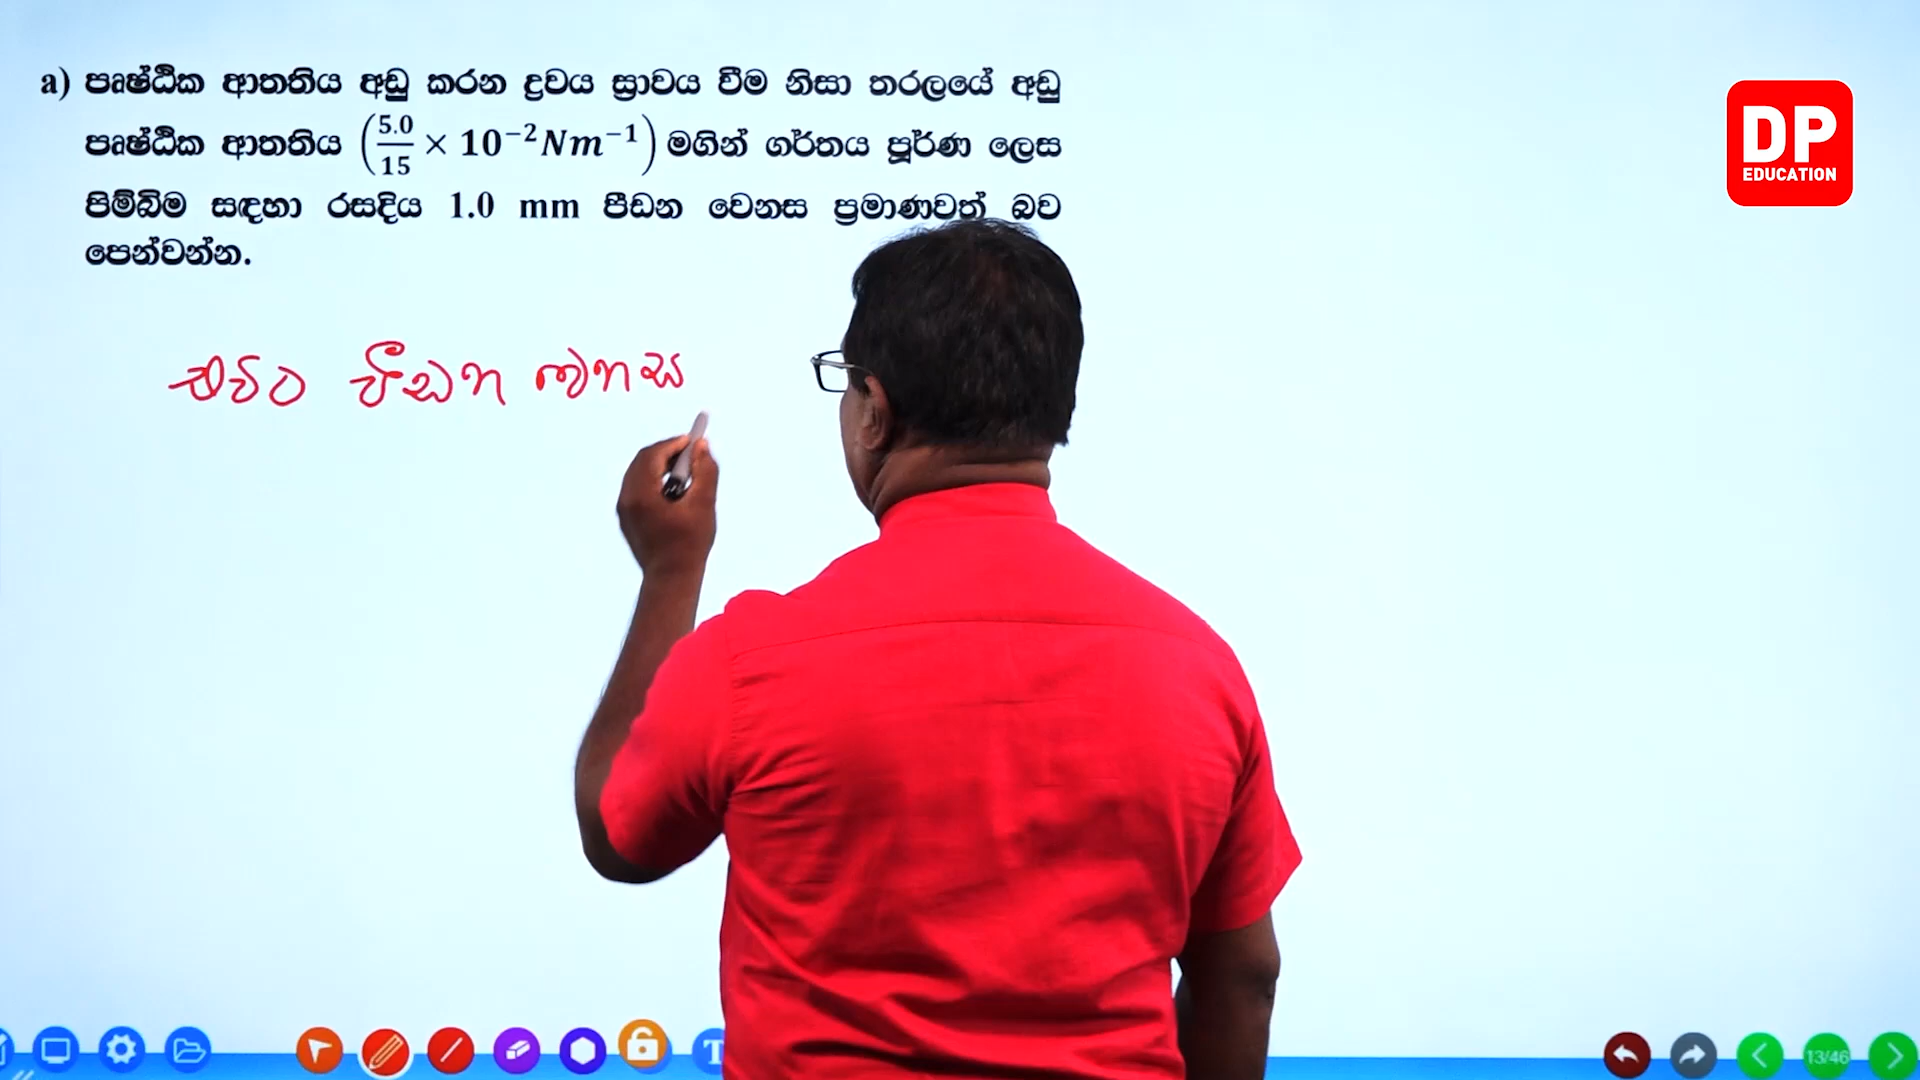 a) පෘෂ්ඨික ආතතිය අඩු කරන ද්‍රවය ස්‍රාවය වීම නිසා තරලයේ අඩු
පෘෂ්ඨික ආතතිය (5.0/15 × 10⁻² Nm⁻¹) මගින් ගර්තය පූර්ණ ලෙස
පිම්බිම සඳහා රසදිය 1.0 mm පීඩන වෙනස ප්‍රමාණවත් බව
පෙන්වන්න.
එවිට පීඩන වෙනස
DP
EDUCATION
T
13/46